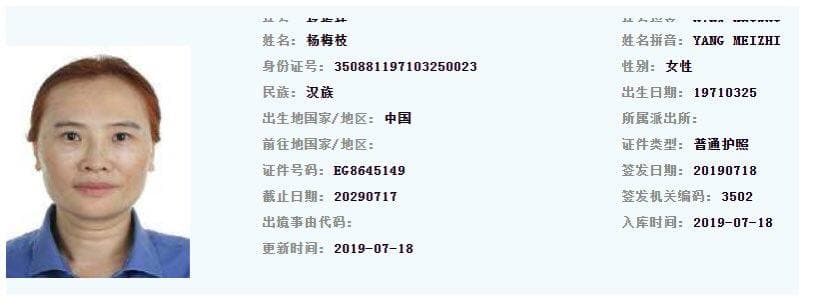 姓名： 杨梅枝 姓名拼音： YANG MEIZHI
身份证号： 350881197103250023 性别： 女性
民族： 汉族 出生日期： 19710325
出生地国家/地区： 中国 所属派出所：
前往地国家/地区： 证件类型： 普通护照
证件号码： EG8645149 签发日期： 20190718
截止日期： 20290717 签发机关编码： 3502
出境事由代码： 入库时间： 2019-07-18
更新时间： 2019-07-18